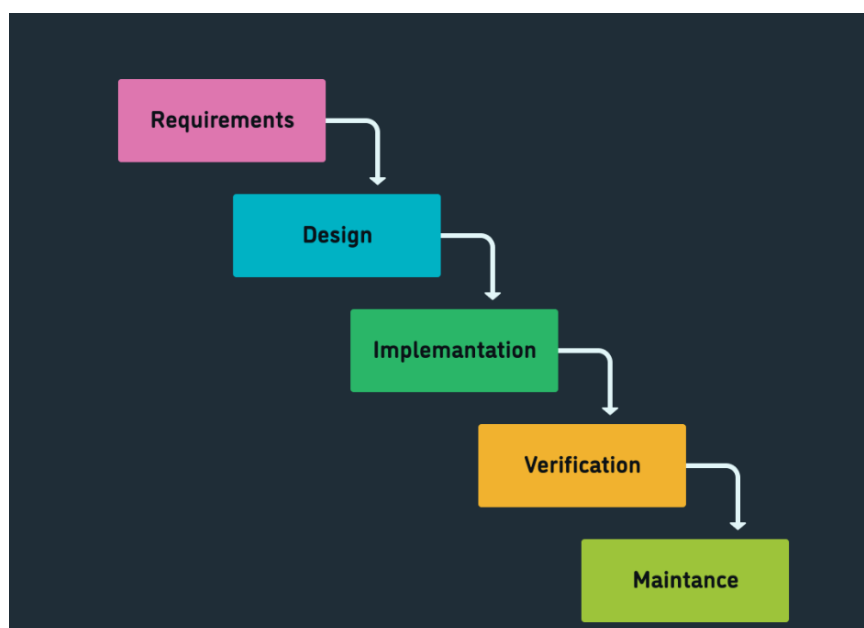 Requirements
Design
Implemantation
Verification
Maintance